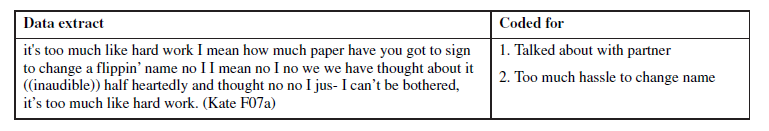 Data extract
Coded for
it's too much like hard work I mean how much paper have you got to sign
to change a flippin' name no I I mean no I no we we have thought about it
((inaudible)) half heartedly and thought no no I jus- I can't be bothered,
it's too much like hard work. (Kate F07a)
1. Talked about with partner
2. Too much hassle to change name